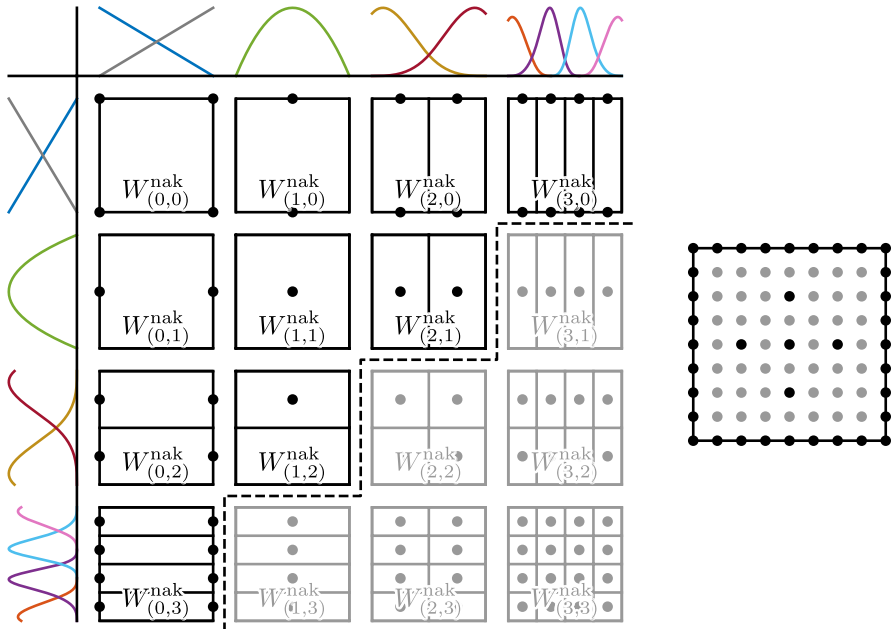 W^nak_(0,0) W^nak_(1,0) W^nak_(2,0) W^nak_(3,0)
W^nak_(0,1) W^nak_(1,1) W^nak_(2,1) W^nak_(3,1)
W^nak_(0,2) W^nak_(1,2) W^nak_(2,2) W^nak_(3,2)
W^nak_(0,3) W^nak_(1,3) W^nak_(2,3) W^nak_(3,3)